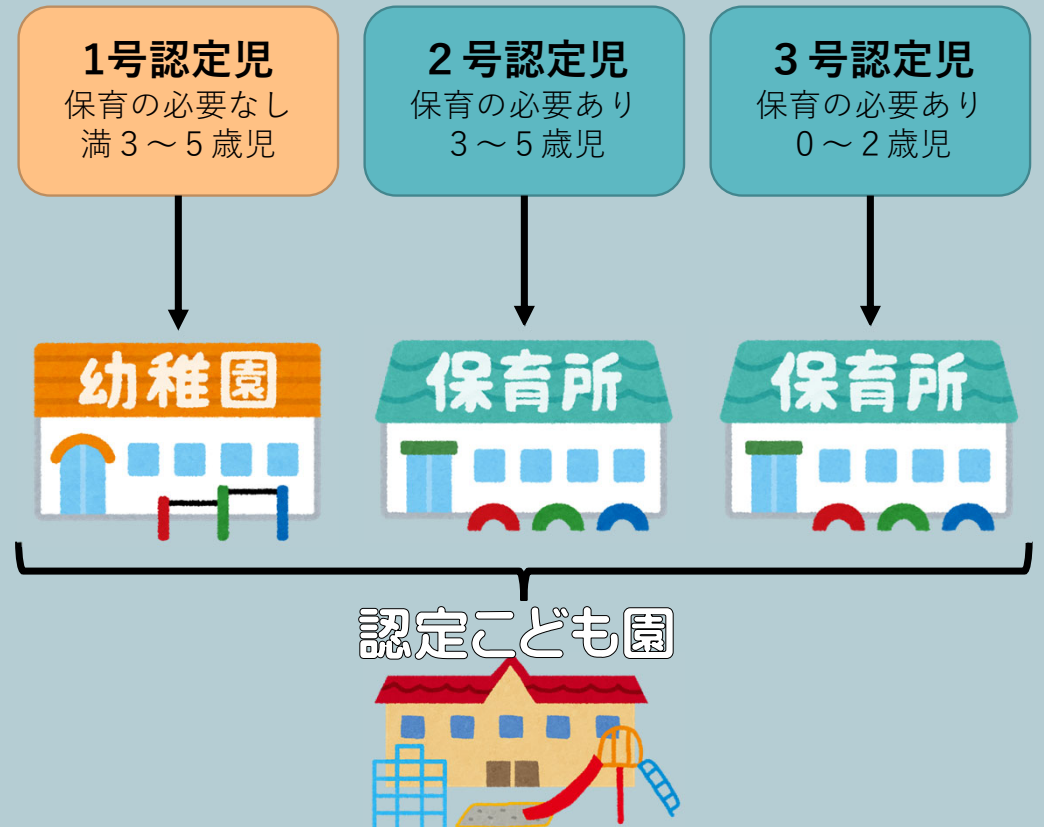 1号認定児
保育の必要なし
満３～５歳児
２号認定児
保育の必要あり
３～５歳児
３号認定児
保育の必要あり
０～２歳児
幼稚園
保育所
保育所
認定こども園